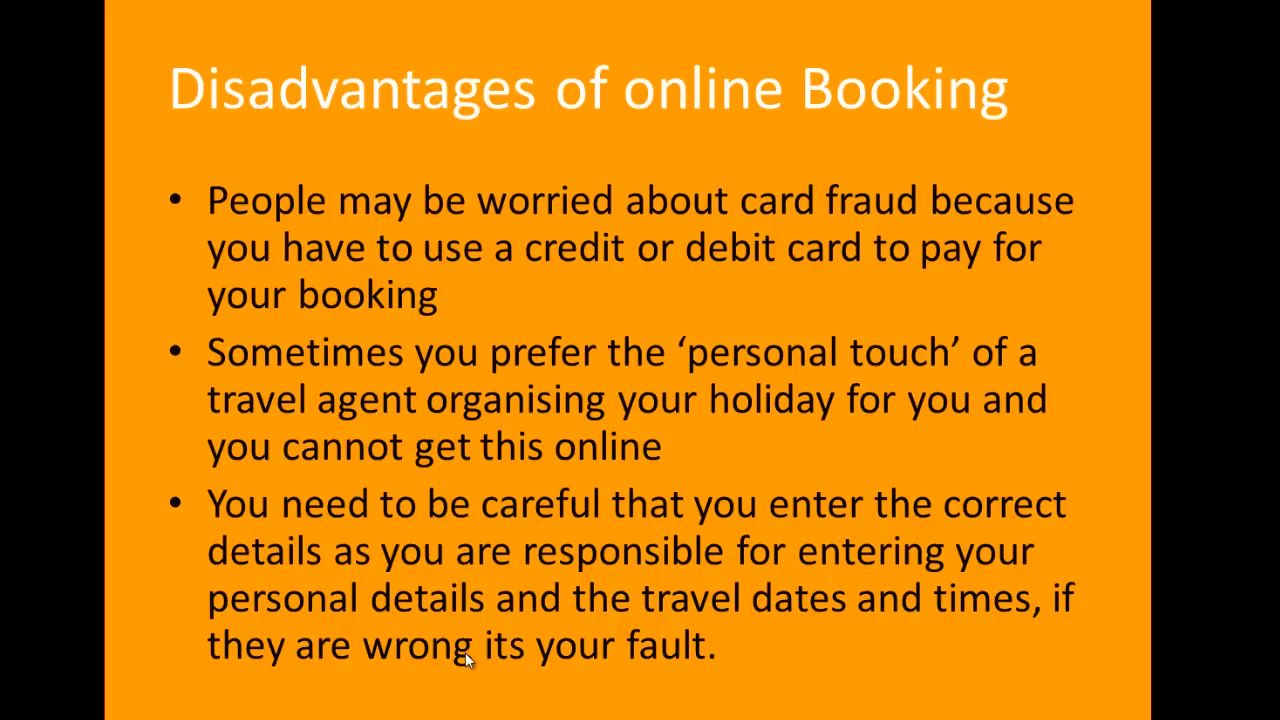 Disadvantages of online Booking
• People may be worried about card fraud because
you have to use a credit or debit card to pay for
your booking
• Sometimes you prefer the ‘personal touch’ of a
travel agent organising your holiday for you and
you cannot get this online
• You need to be careful that you enter the correct
details as you are responsible for entering your
personal details and the travel dates and times, if
they are wrong its your fault.